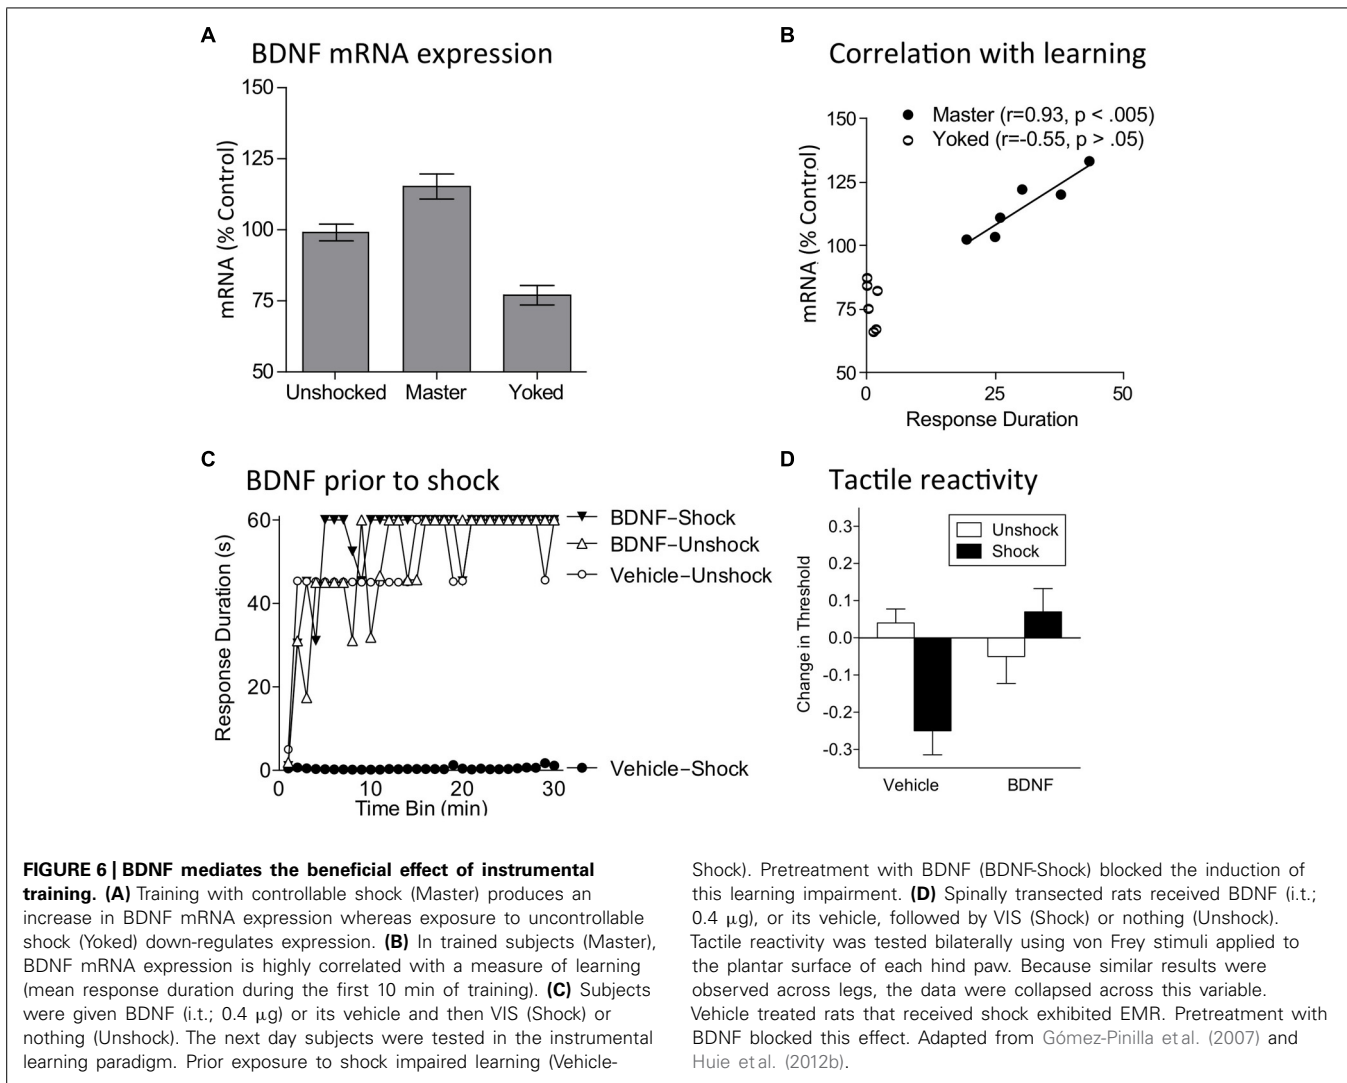 A
BDNF mRNA expression
150
125
100
75
50
mRNA (% Control)
Unshocked Master Yoked
B
Correlation with learning
Master (r=0.93, p < .005)
Yoked (r=-0.55, p > .05)
150
125
100
75
50
mRNA (% Control)
0 25 50
Response Duration
C
BDNF prior to shock
60
40
20
0
Response Duration (s)
BDNF–Shock
BDNF–Unshock
Vehicle–Unshock
Vehicle–Shock
0 10 20 30
Time Bin (min)
D
Tactile reactivity
Unshock
Shock
0.3
0.2
0.1
0.0
-0.1
-0.2
-0.3
Change in Threshold
Vehicle BDNF
FIGURE 6 | BDNF mediates the beneficial effect of instrumental
training. (A) Training with controllable shock (Master) produces an
increase in BDNF mRNA expression whereas exposure to uncontrollable
shock (Yoked) down-regulates expression. (B) In trained subjects (Master),
BDNF mRNA expression is highly correlated with a measure of learning
(mean response duration during the first 10 min of training). (C) Subjects
were given BDNF (i.t.; 0.4 μg) or its vehicle and then VIS (Shock) or
nothing (Unshock). The next day subjects were tested in the instrumental
learning paradigm. Prior exposure to shock impaired learning (Vehicle-
Shock). Pretreatment with BDNF (BDNF-Shock) blocked the induction of
this learning impairment. (D) Spinally transected rats received BDNF (i.t.;
0.4 μg), or its vehicle, followed by VIS (Shock) or nothing (Unshock).
Tactile reactivity was tested bilaterally using von Frey stimuli applied to
the plantar surface of each hind paw. Because similar results were
observed across legs, the data were collapsed across this variable.
Vehicle treated rats that received shock exhibited EMR. Pretreatment with
BDNF blocked this effect. Adapted from Gómez-Pinilla et al. (2007) and
Huie et al. (2012b).